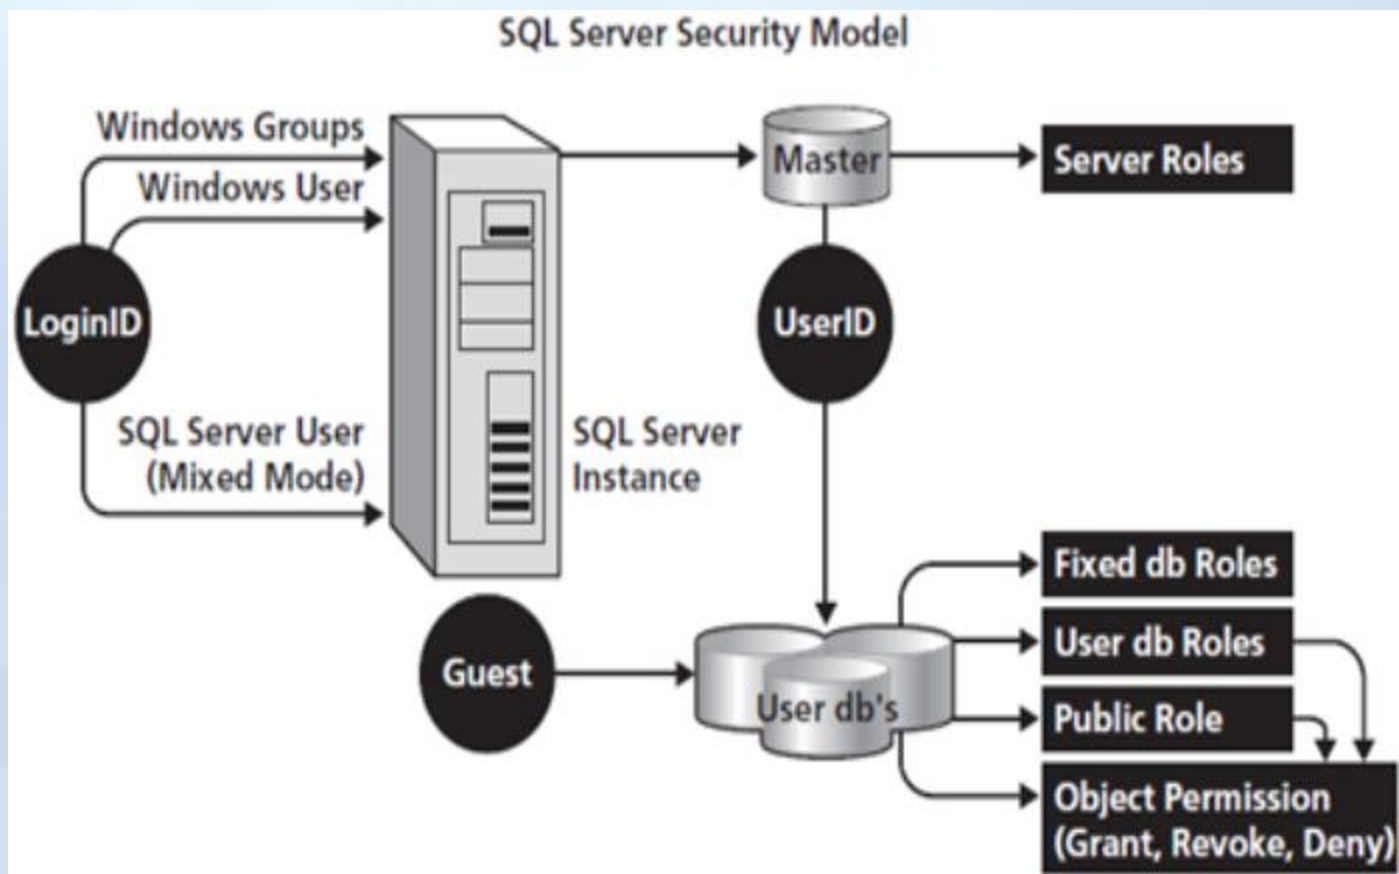 SQL Server Security Model
Windows Groups
Windows User
LoginID
SQL Server User
(Mixed Mode)
SQL Server
Instance
Master
Server Roles
UserID
Guest
User db's
Fixed db Roles
User db Roles
Public Role
Object Permission
(Grant, Revoke, Deny)